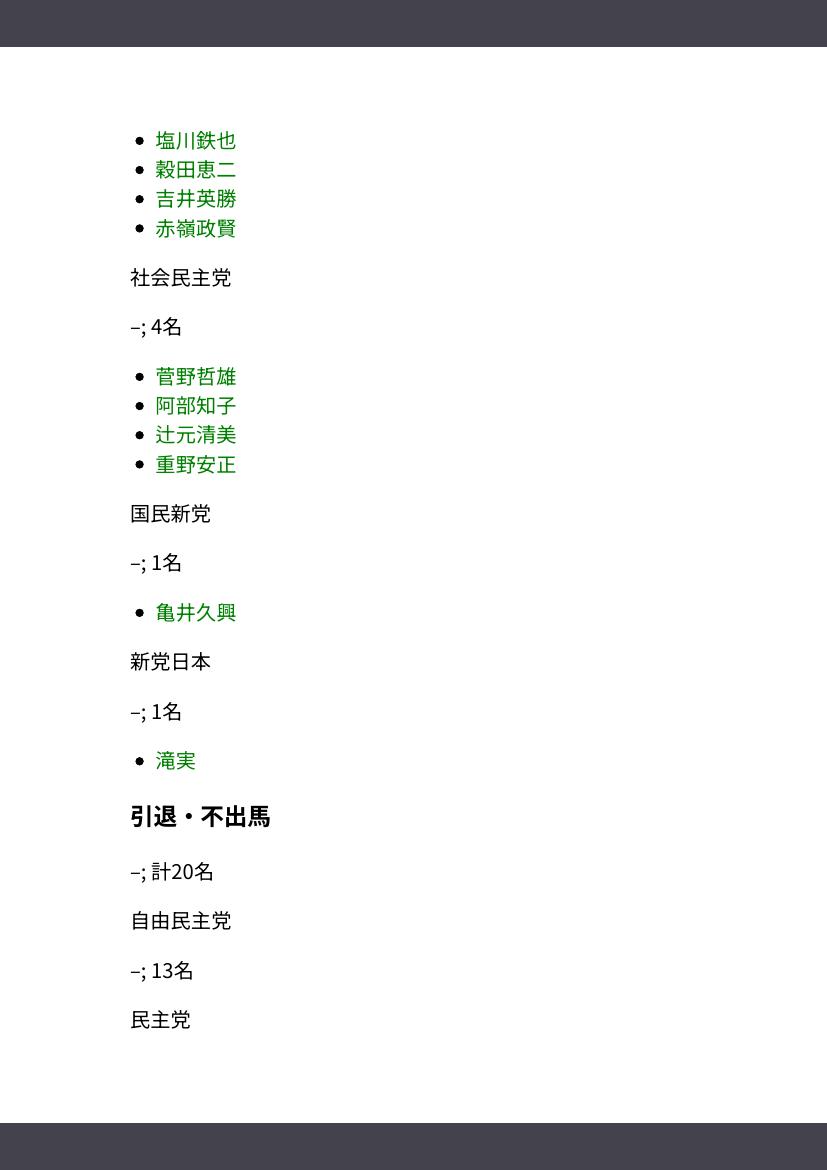 塩川鉄也
穀田恵二
吉井英勝
赤嶺政賢
社会民主党
–; 4名
菅野哲雄
阿部知子
辻元清美
重野安正
国民新党
–; 1名
亀井久興
新党日本
–; 1名
滝実
引退・不出馬
–; 計20名
自由民主党
–; 13名
民主党